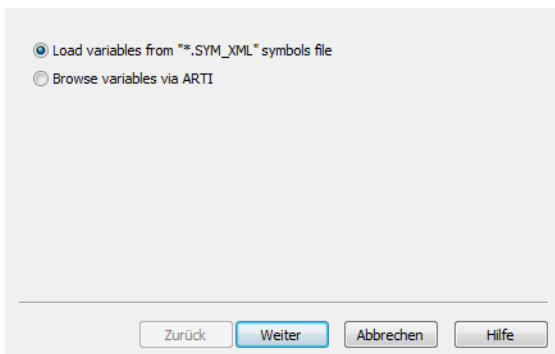 Load variables from "*.SYM_XML" symbols file
Browse variables via ARTI
Zurück Weiter Abbrechen Hilfe